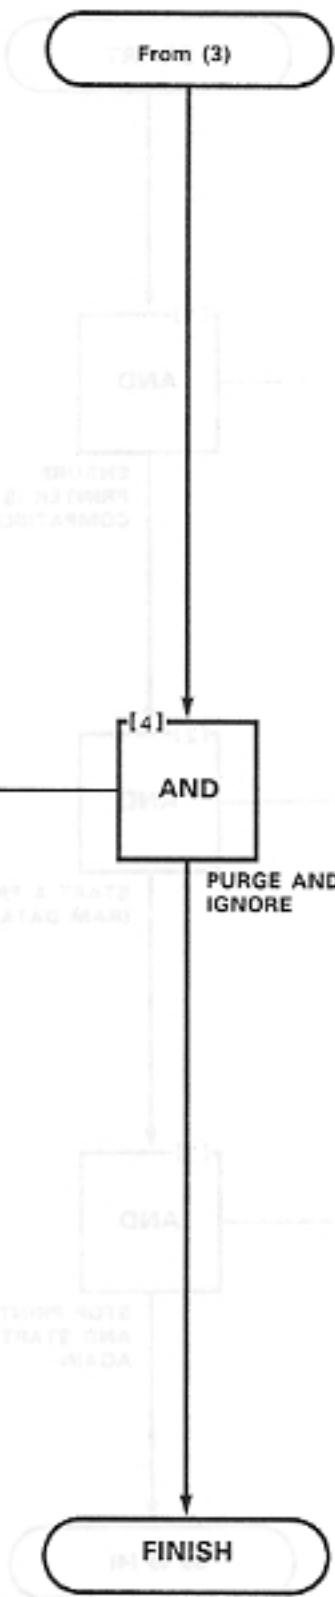 From (3)
[4]
AND
PURGE AND
IGNORE
FINISH